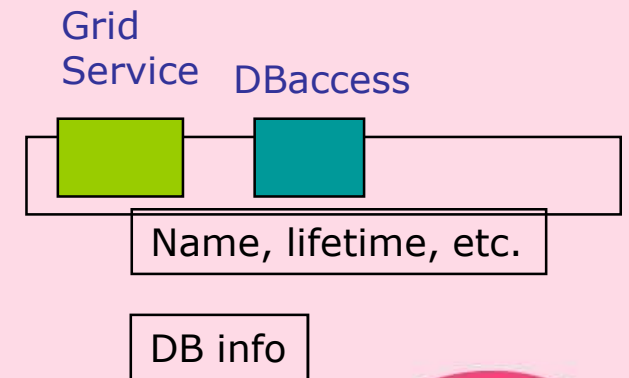 Grid
Service
DBaccess
Name, lifetime, etc.
DB info